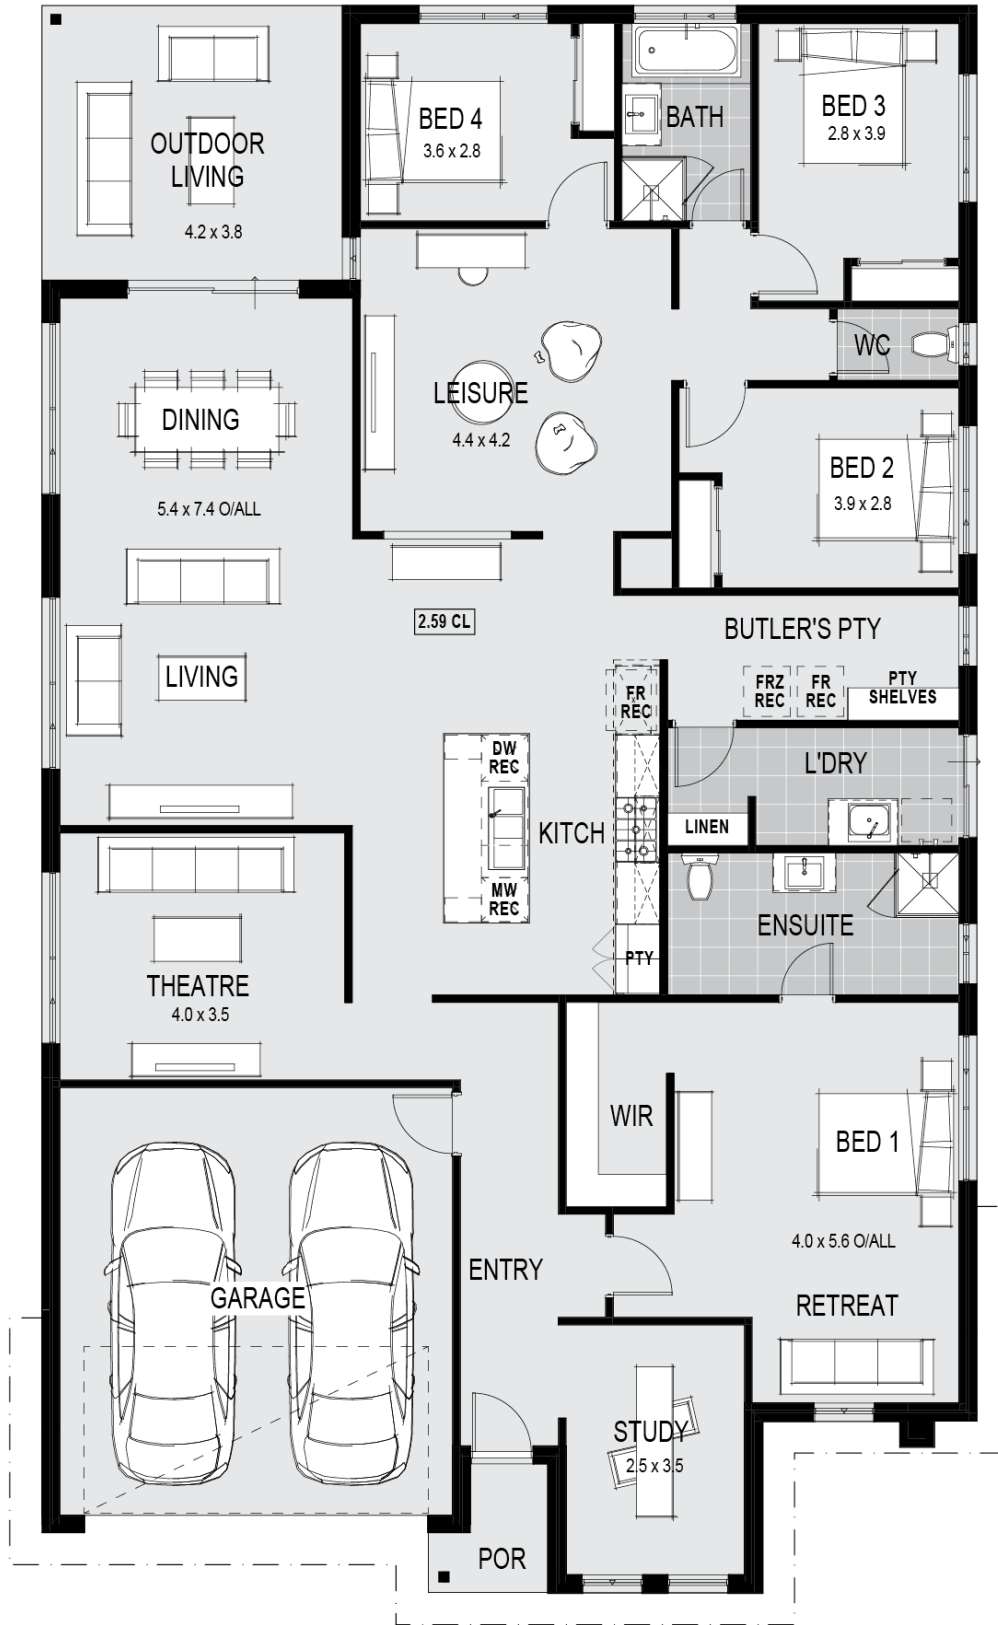 BED 4
3.6 x 2.8
BATH
BED 3
2.8 x 3.9
OUTDOOR
LIVING
4.2 x 3.8
WC
LEISURE
4.4 x 4.2
DINING
5.4 x 7.4 O/ALL
BED 2
3.9 x 2.8
2.59 CL
BUTLER'S PTY
LIVING
FR
REC
FRZ
REC
FR
REC
PTY
SHELVES
DW
REC
L'DRY
KITCH
LINEN
MW
REC
ENSUITE
PTY
THEATRE
4.0 x 3.5
WIR
BED 1
4.0 x 5.6 O/ALL
ENTRY
GARAGE
RETREAT
STUDY
2.5 x 3.5
POR